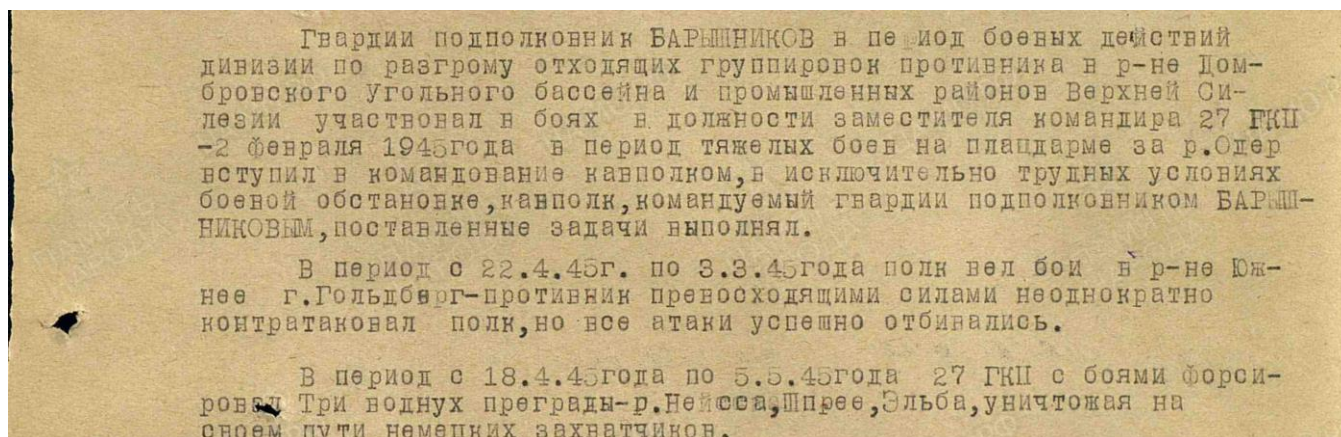 Гвардии подполковник БАРЫШНИКОВ в период боевых действий
дивизии по разгрому отходящих группировок противника в р-не Дом-
бровского Угольного бассейна и промышленных районов Верхней Си-
лезии участвовал в боях в должности заместителя командира 27 ГКП
-2 февраля 1945года в период тяжелых боев на плацдарме за р.Одер
вступил в командование кавполком,в исключительно трудных условиях
боевой обстановке,кавполк,командуемый гвардии подполковником БАРЫШ-
НИКОВЫМ,поставленные задачи выполнял.
В период с 22.4.45г. по 3.3.45года полк вел бои в р-не Юж-
нее г.Гольдберг-противник превосходящими силами неоднократно
контратаковал полк,но все атаки успешно отбивались.
В период с 18.4.45года по 5.5.45года 27 ГКП с боями форси-
ровал Три воднух преграды-р.Нейсса,Шпрее,Эльба,уничтожая на
своем пути немецких захватчиков.